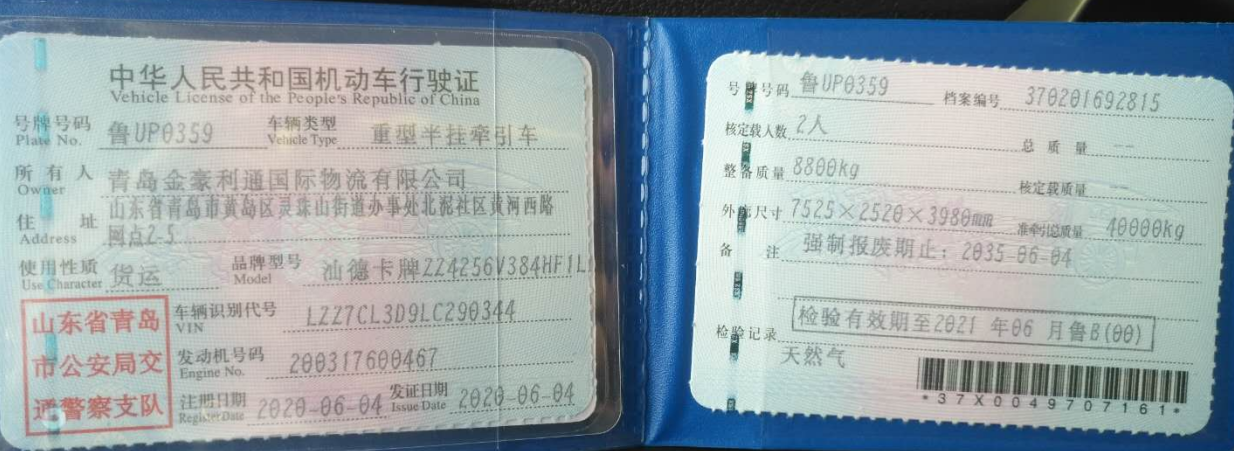 中华人民共和国机动车行驶证
Vehicle License of the People's Republic of China
号牌号码 鲁UP0359 车辆类型 重型半挂牵引车
Plate No. Vehicle Type
所有人 青岛金豪利通国际物流有限公司
Owner
住址 山东省青岛市黄岛区灵珠山街道办事处北泥社区黄河西路
Address 网点2-5
使用性质 货运 品牌型号 汕德卡牌ZZ4256V384HF1L
Use Character Model
山东省青岛
市公安局交
通警察支队
车辆识别代号 LZZ7CL3D9LC290344
VIN
发动机号码 200317600467
Engine No.
注册日期 2020-06-04 发证日期 2020-06-04
Register Date Issue Date
号牌号码 鲁UP0359 档案编号 370201692815
核定载人数 2人 总质量 --
整备质量 8800kg 核定载质量 --
外廓尺寸 7525×2520×3980mm 准牵引总质量 40000kg
备注 强制报废期止：2035-06-04
检验记录 检验有效期至2021 年06 月鲁B(00)
天然气
*37X0049707161*